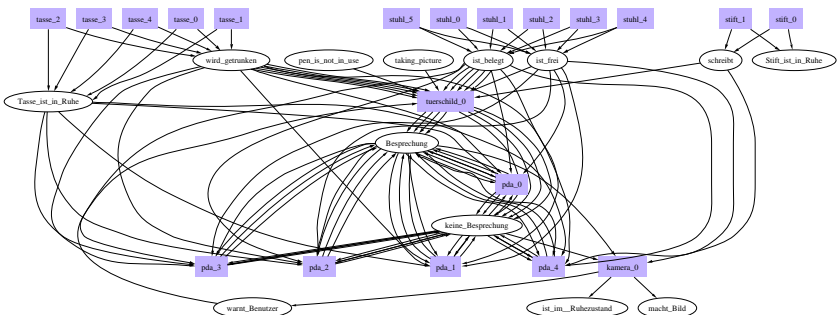 tasse_2 tasse_3 tasse_4 tasse_0 tasse_1 stuhl_5 stuhl_0 stuhl_1 stuhl_2 stuhl_3 stuhl_4 stift_1 stift_0
wird_getrunken pen_is_not_in_use taking_picture ist_belegt ist_frei schreibt Stift_ist_in_Ruhe
Tasse_ist_in_Ruhe tuerschild_0
Besprechung
pda_0
keine_Besprechung
pda_3 pda_2 pda_1 pda_4 kamera_0
warnt_Benutzer ist_im__Ruhezustand macht_Bild